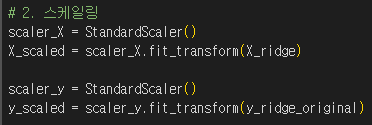 # 2. 스케일링
scaler_X = StandardScaler()
X_scaled = scaler_X.fit_transform(X_ridge)
scaler_y = StandardScaler()
y_scaled = scaler_y.fit_transform(y_ridge_original)